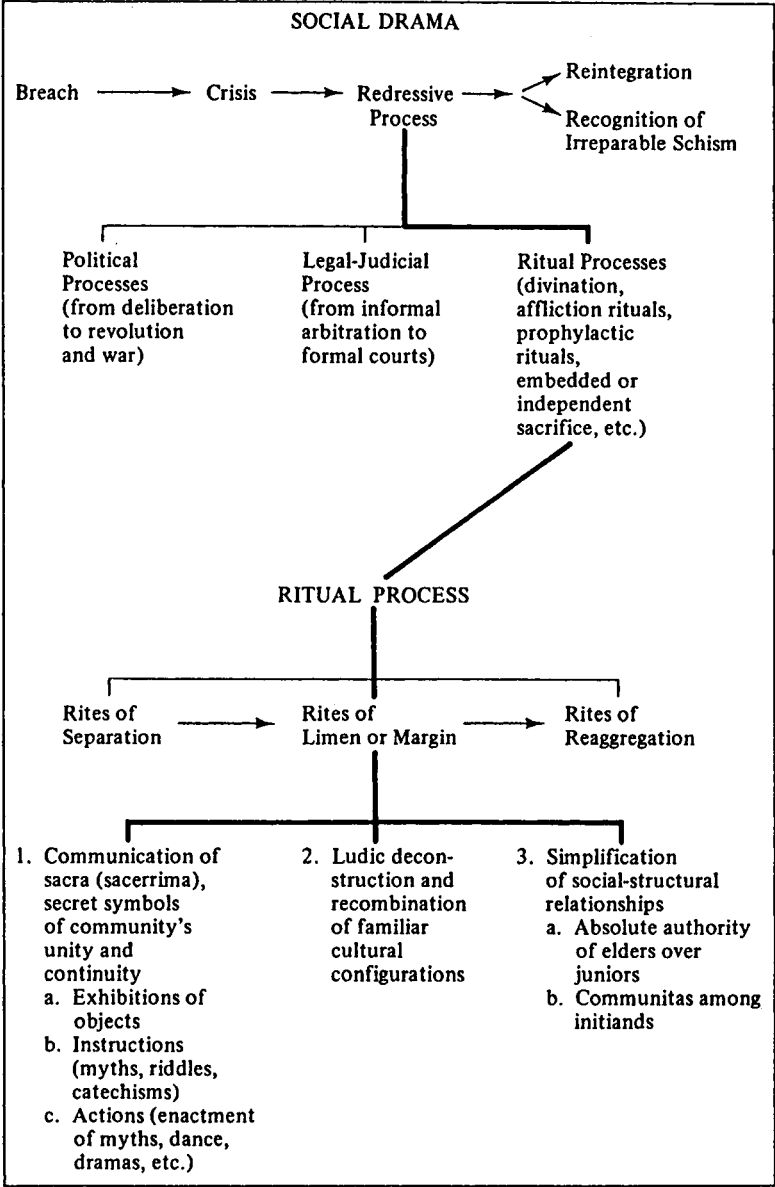 SOCIAL DRAMA
Breach
Crisis
Redressive
Process
Reintegration
Recognition of
Irreparable Schism
Political
Processes
(from deliberation
to revolution
and war)
Legal-Judicial
Process
(from informal
arbitration to
formal courts)
Ritual Processes
(divination,
affliction rituals,
prophylactic
rituals,
embedded or
independent
sacrifice, etc.)
RITUAL PROCESS
Rites of
Separation
Rites of
Limen or Margin
Rites of
Reaggregation
1. Communication of
sacra (sacerrima),
secret symbols
of community's
unity and
continuity
a. Exhibitions of
objects
b. Instructions
(myths, riddles,
catechisms)
c. Actions (enactment
of myths, dance,
dramas, etc.)
2. Ludic decon-
struction and
recombination
of familiar
cultural
configurations
3. Simplification
of social-structural
relationships
a. Absolute authority
of elders over
juniors
b. Communitas among
initiands